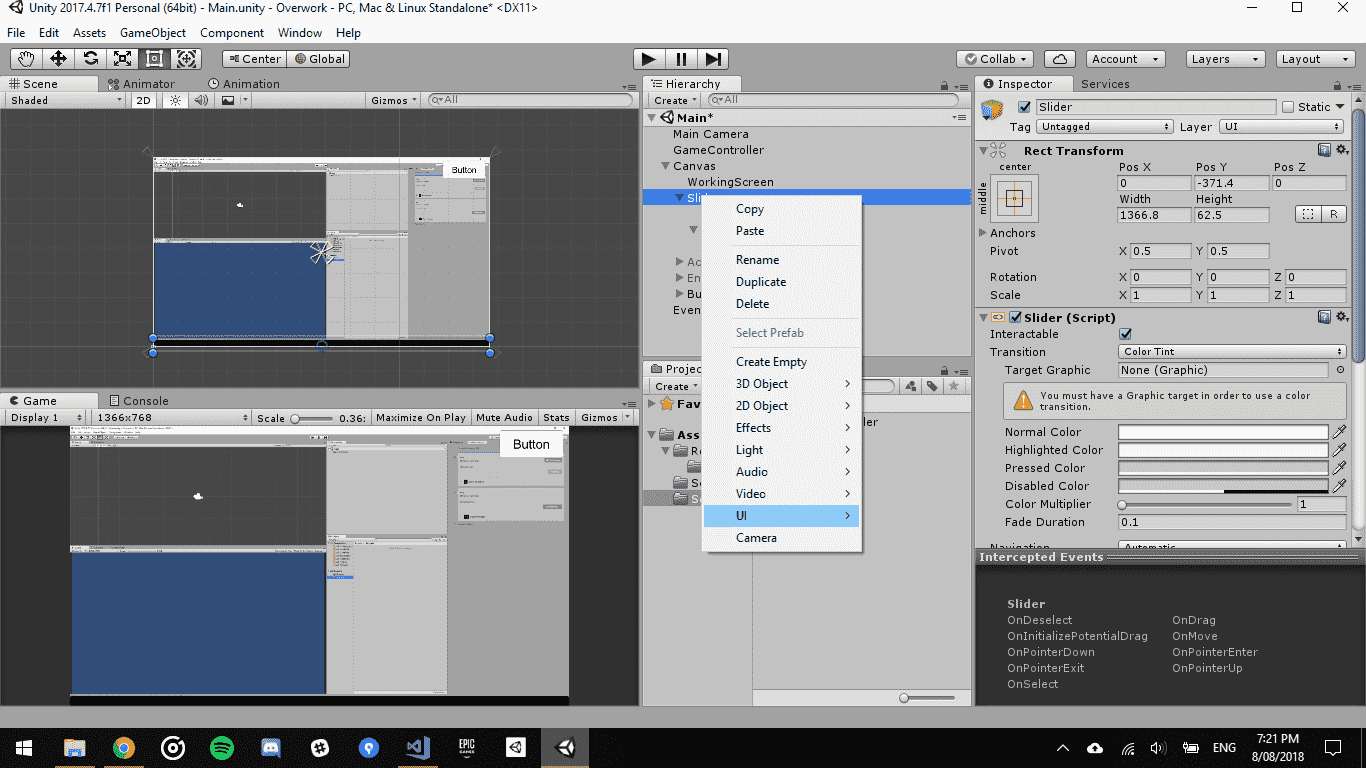 Unity 2017.4.7f1 Personal (64bit) - Main.unity - Overwork - PC, Mac & Linux Standalone* <DX11>
File Edit Assets GameObject Component Window Help
Center Global Collab Account Layers Layout
Scene Animator Animation
Shaded 2D Gizmos All
Button
Game Console
Display 1 1366x768 Scale 0.36: Maximize On Play Mute Audio Stats Gizmos
Button
Hierarchy
Create All
Main*
Main Camera
GameController
Canvas
WorkingScreen
Slid
Ac
En
Bu
Even
Projec
Create
Fav
Ass
Re
Sc
S
ler
Copy
Paste
Rename
Duplicate
Delete
Select Prefab
Create Empty
3D Object
2D Object
Effects
Light
Audio
Video
UI
Camera
Inspector Services
Slider Static
Tag Untagged Layer UI
Rect Transform
center Pos X Pos Y Pos Z
middle 0 -371.4 0
Width Height
1366.8 62.5 R
Anchors
Pivot X 0.5 Y 0.5
Rotation X 0 Y 0 Z 0
Scale X 1 Y 1 Z 1
Slider (Script)
Interactable
Transition Color Tint
Target Graphic None (Graphic)
You must have a Graphic target in order to use a color
transition.
Normal Color
Highlighted Color
Pressed Color
Disabled Color
Color Multiplier 1
Fade Duration 0.1
Navigation Automatic
Intercepted Events
Slider
OnDeselect OnDrag
OnInitializePotentialDrag OnMove
OnPointerDown OnPointerEnter
OnPointerExit OnPointerUp
OnSelect
EPIC
GAMES
ENG
7:21 PM
8/08/2018